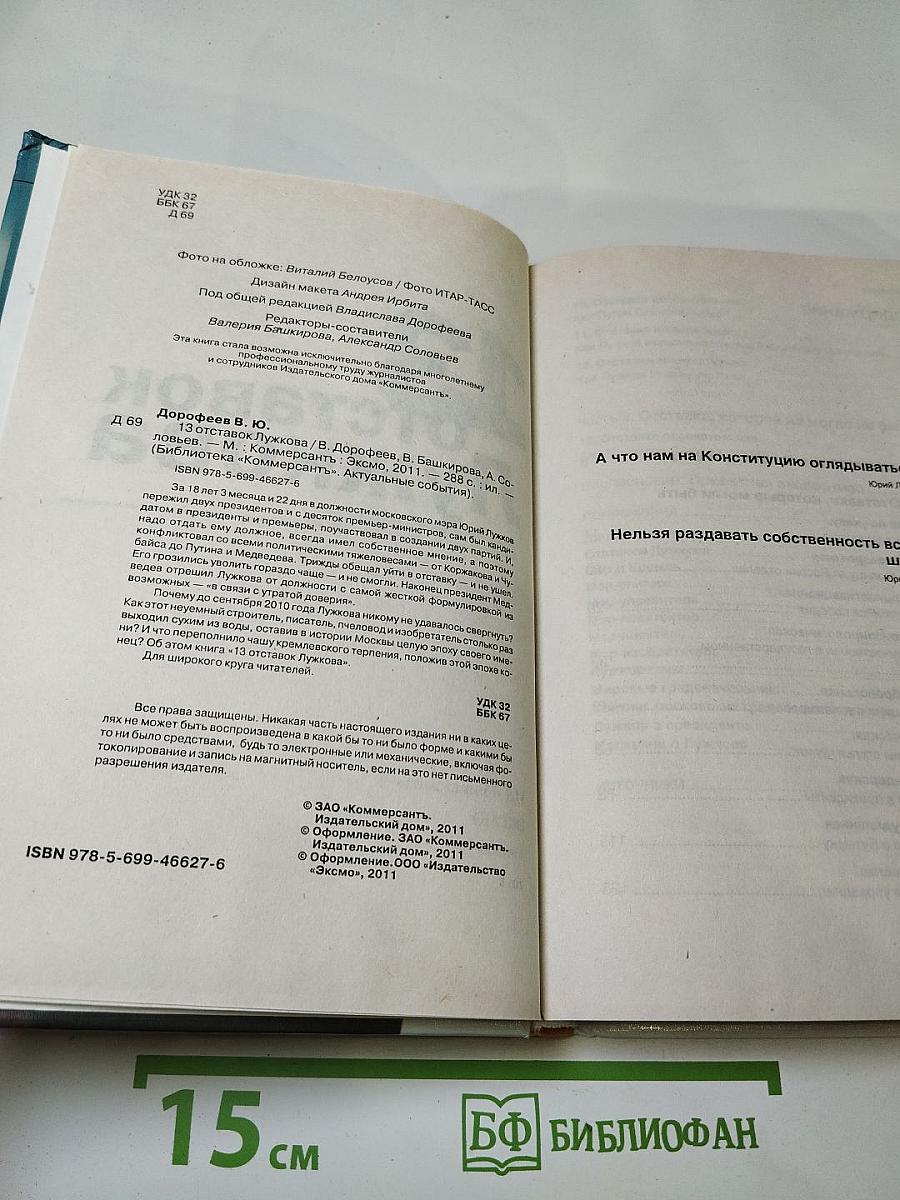 УДК 32
ББК 67
Д 69
Фото на обложке: Виталий Белоусов / Фото ИТАР-ТАСС
Дизайн макета Андрея Ирбита
Под общей редакцией Владислава Дорофеева
Редакторы-составители
Валерия Башкирова, Александр Соловьев
Эта книга стала возможна исключительно благодаря многолетнему
профессиональному труду журналистов
и сотрудников Издательского дома «Коммерсантъ».
Дорофеев В. Ю.
Д 69 13 отставок Лужкова / В. Дорофеев, В. Башкирова, А. Со-
ловьев. — М. : Коммерсантъ : Эксмо, 2011. — 288 с. : ил. —
(Библиотека «Коммерсантъ». Актуальные события).
ISBN 978-5-699-46627-6
За 18 лет 3 месяца и 22 дня в должности московского мэра Юрий Лужков
пережил двух президентов и с десяток премьер-министров, сам был канди-
датом в президенты и премьеры, поучаствовал в создании двух партий. И,
надо отдать ему должное, всегда имел собственное мнение, а поэтому
конфликтовал со всеми политическими тяжеловесами — от Коржакова и Чу-
байса до Путина и Медведева. Трижды обещал уйти в отставку — и не ушел.
Его грозились уволить гораздо чаще — и не смогли. Наконец президент Мед-
ведев отрешил Лужкова от должности с самой жесткой формулировкой из
возможных — «в связи с утратой доверия».
Почему до сентября 2010 года Лужкова никому не удавалось свергнуть?
Как этот неуемный строитель, писатель, пчеловод и изобретатель столько раз
выходил сухим из воды, оставив в истории Москвы целую эпоху своего име-
ни? И что переполнило чашу кремлевского терпения, положив этой эпохе ко-
нец? Об этом книга «13 отставок Лужкова».
Для широкого круга читателей.
УДК 32
ББК 67
Все права защищены. Никакая часть настоящего издания ни в каких це-
лях не может быть воспроизведена в какой бы то ни было форме и какими бы
то ни было средствами, будь то электронные или механические, включая фо-
токопирование и запись на магнитный носитель, если на это нет письменного
разрешения издателя.
© ЗАО «Коммерсантъ.
Издательский дом», 2011
© Оформление. ЗАО «Коммерсантъ.
Издательский дом», 2011
© Оформление. ООО «Издательство
«Эксмо», 2011
ISBN 978-5-699-46627-6
А что нам на Конституцию оглядыватьс
Юрий Л
Нельзя раздавать собственность вс
ш
Юр
15 см
БФ БИБЛИОФАН